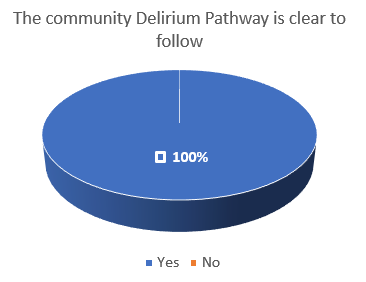 The community Delirium Pathway is clear to
follow
100%
Yes No